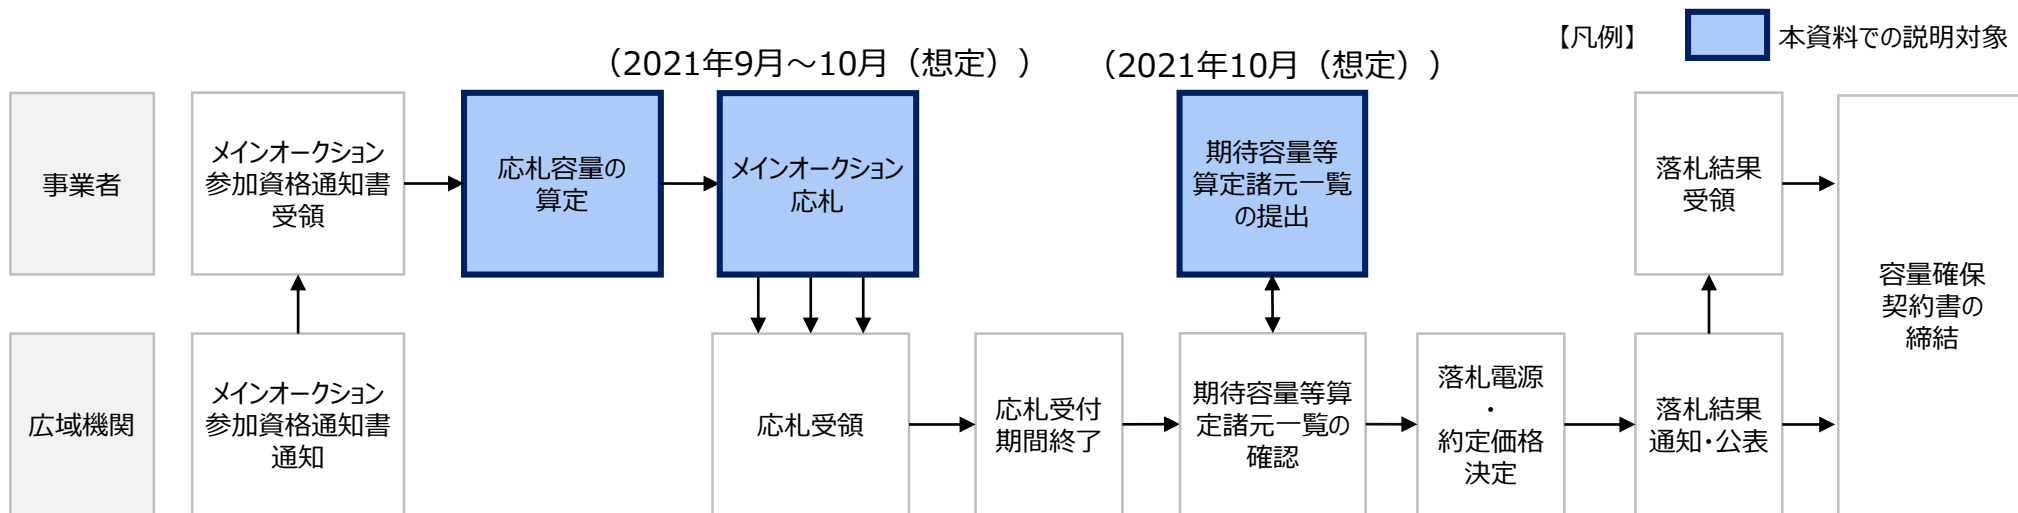 【凡例】
本資料での説明対象
（2021年9月～10月（想定））
（2021年10月（想定））
事業者
メインオークション
参加資格通知書
受領
応札容量の
算定
メインオークション
応札
期待容量等
算定諸元一覧
の提出
落札結果
受領
容量確保
契約書の
締結
広域機関
メインオークション
参加資格通知書
通知
応札受領
応札受付
期間終了
期待容量等算
定諸元一覧の
確認
落札電源
・
約定価格
決定
落札結果
通知・公表